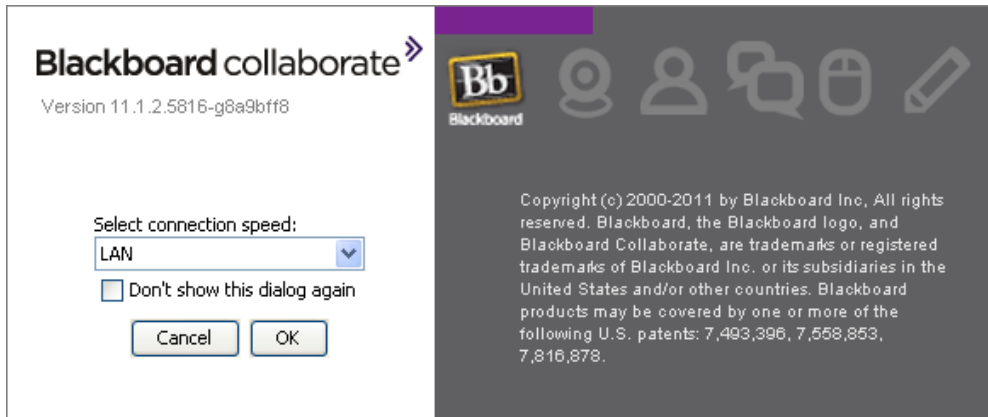 Blackboard collaborate
Version 11.1.2.5816-g8a9bff8
Select connection speed:
LAN
Don't show this dialog again
Cancel
OK
Bb
Blackboard
Copyright (c) 2000-2011 by Blackboard Inc, All rights
reserved. Blackboard, the Blackboard logo, and
Blackboard Collaborate, are trademarks or registered
trademarks of Blackboard Inc. or its subsidiaries in the
United States and/or other countries. Blackboard
products may be covered by one or more of the
following U.S. patents: 7,493,396, 7,558,853,
7,816,878.